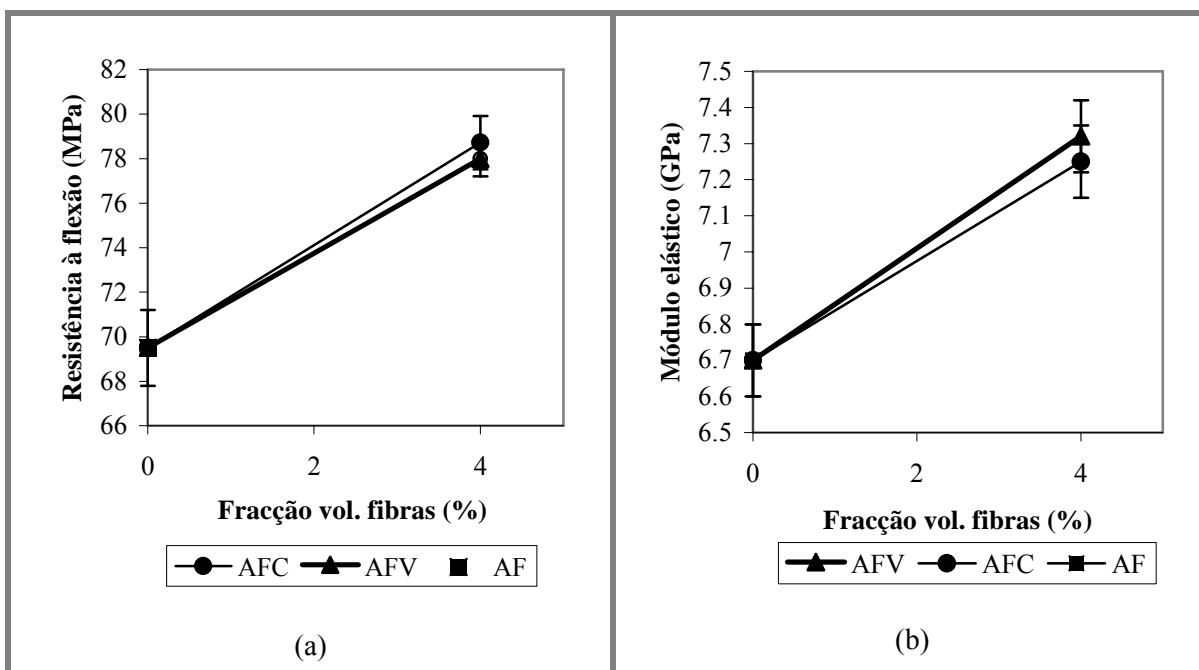 82
80
78
76
74
72
70
68
66
Resistência à flexão (MPa)
0 2 4
Fracção vol. fibras (%)
AFC AFV AF
(a)
7.5
7.4
7.3
7.2
7.1
7
6.9
6.8
6.7
6.6
6.5
Módulo elástico (GPa)
0 2 4
Fracção vol. fibras (%)
AFV AFC AF
(b)